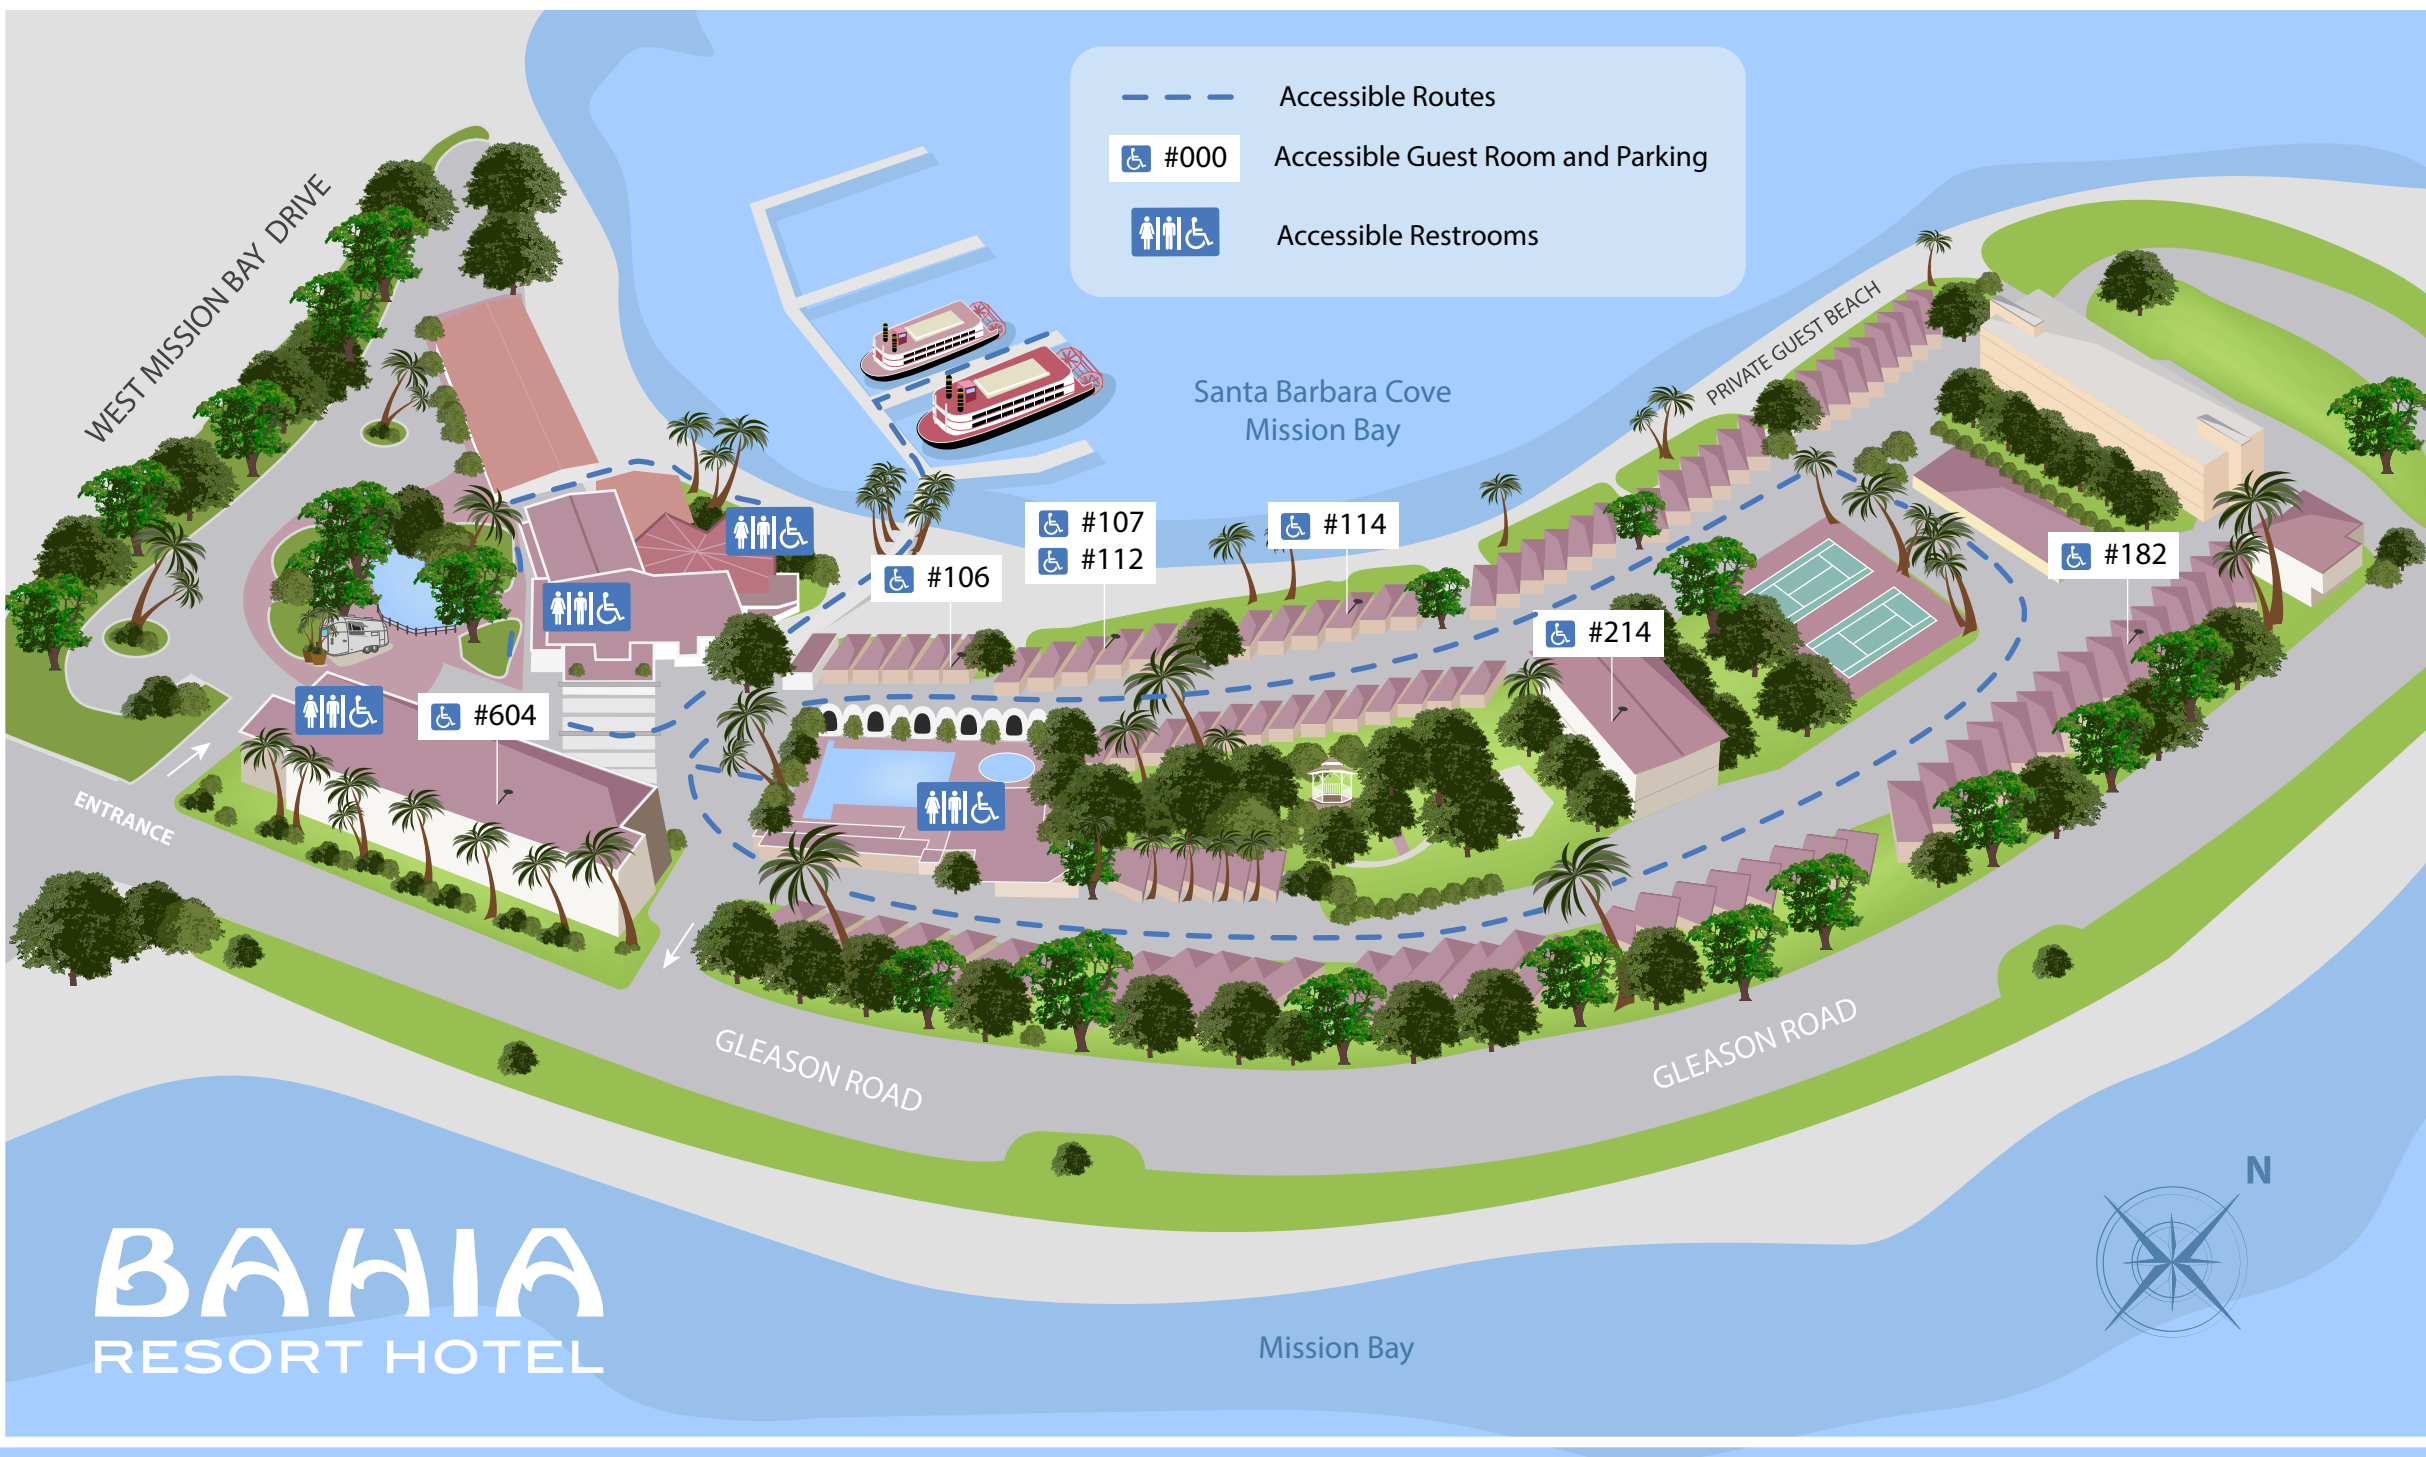 Accessible Routes
#000 Accessible Guest Room and Parking
Accessible Restrooms
WEST MISSION BAY DRIVE
PRIVATE GUEST BEACH
Santa Barbara Cove
Mission Bay
#107
#112
#114
#106
#182
#214
#604
ENTRANCE
GLEASON ROAD
GLEASON ROAD
N
BAHIA
RESORT HOTEL
Mission Bay